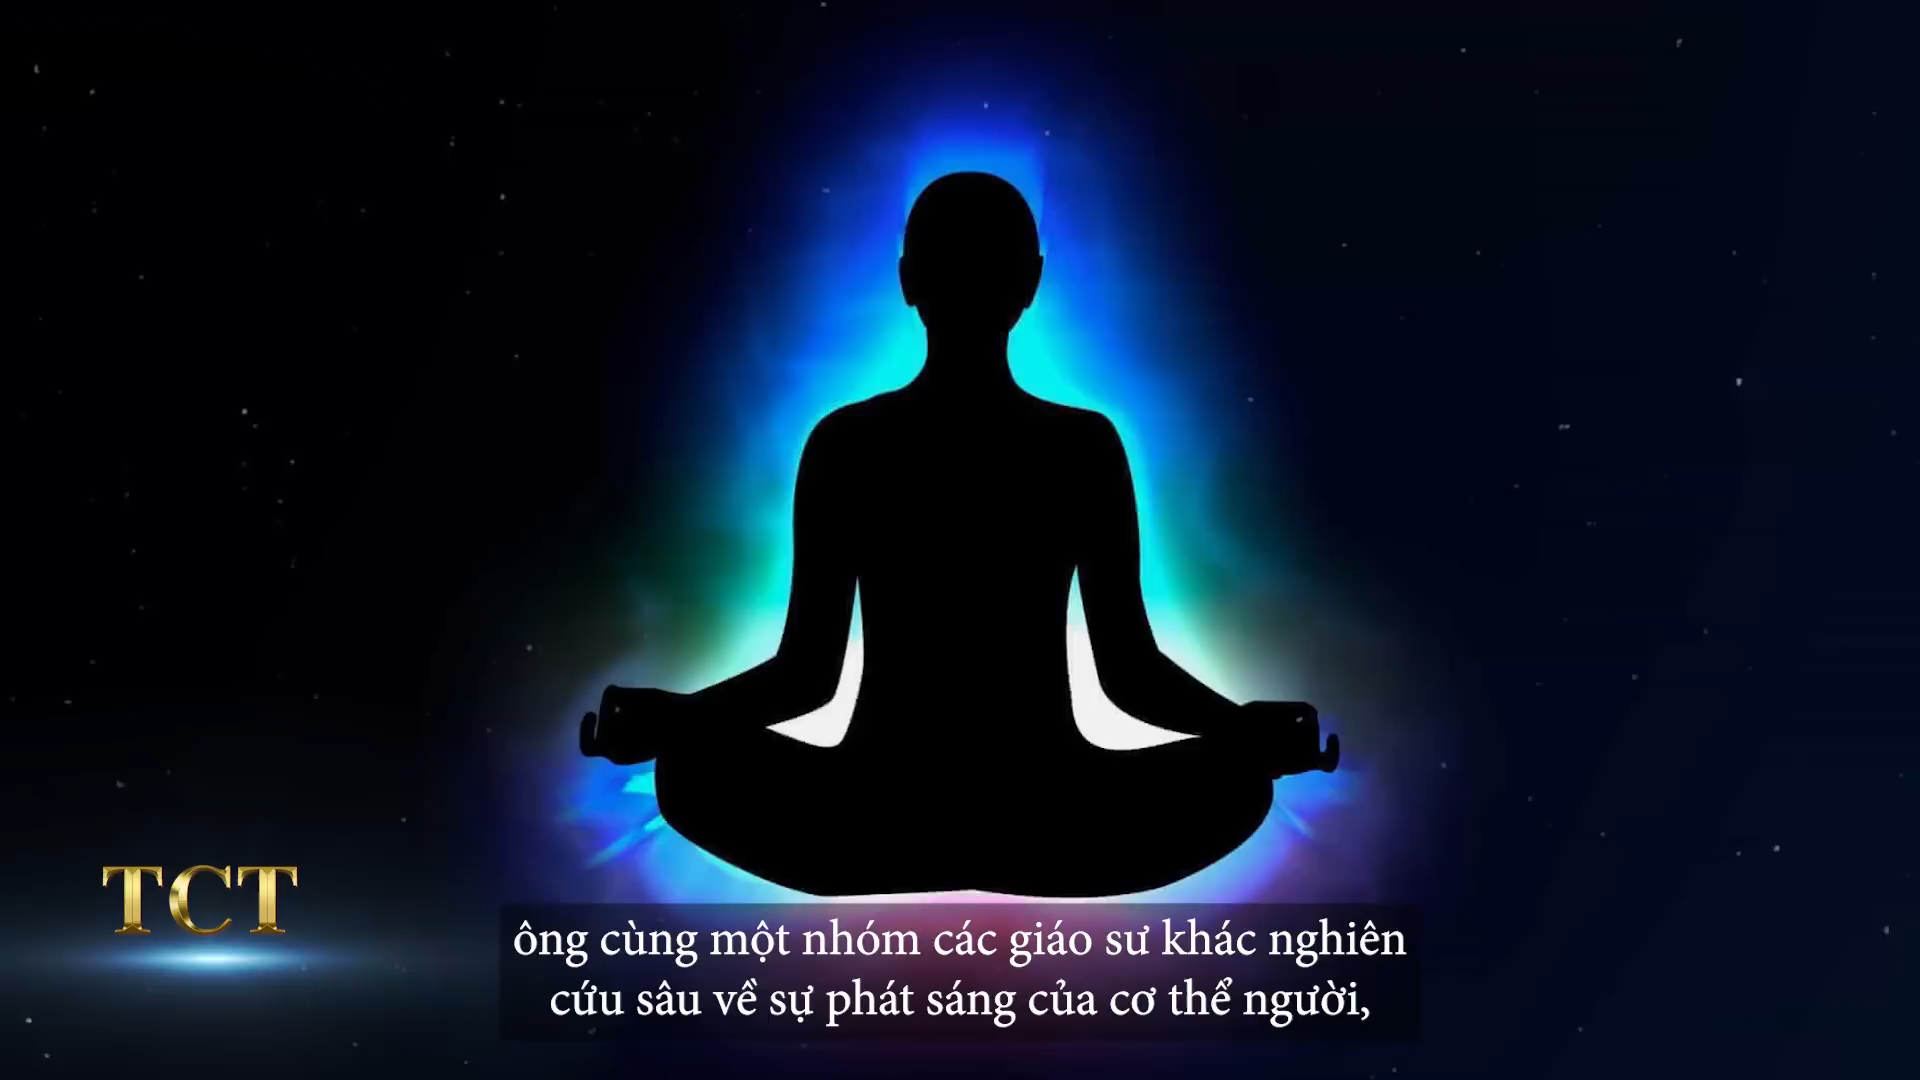 TCT
ông cùng một nhóm các giáo sư khác nghiên
cứu sâu về sự phát sáng của cơ thể người,